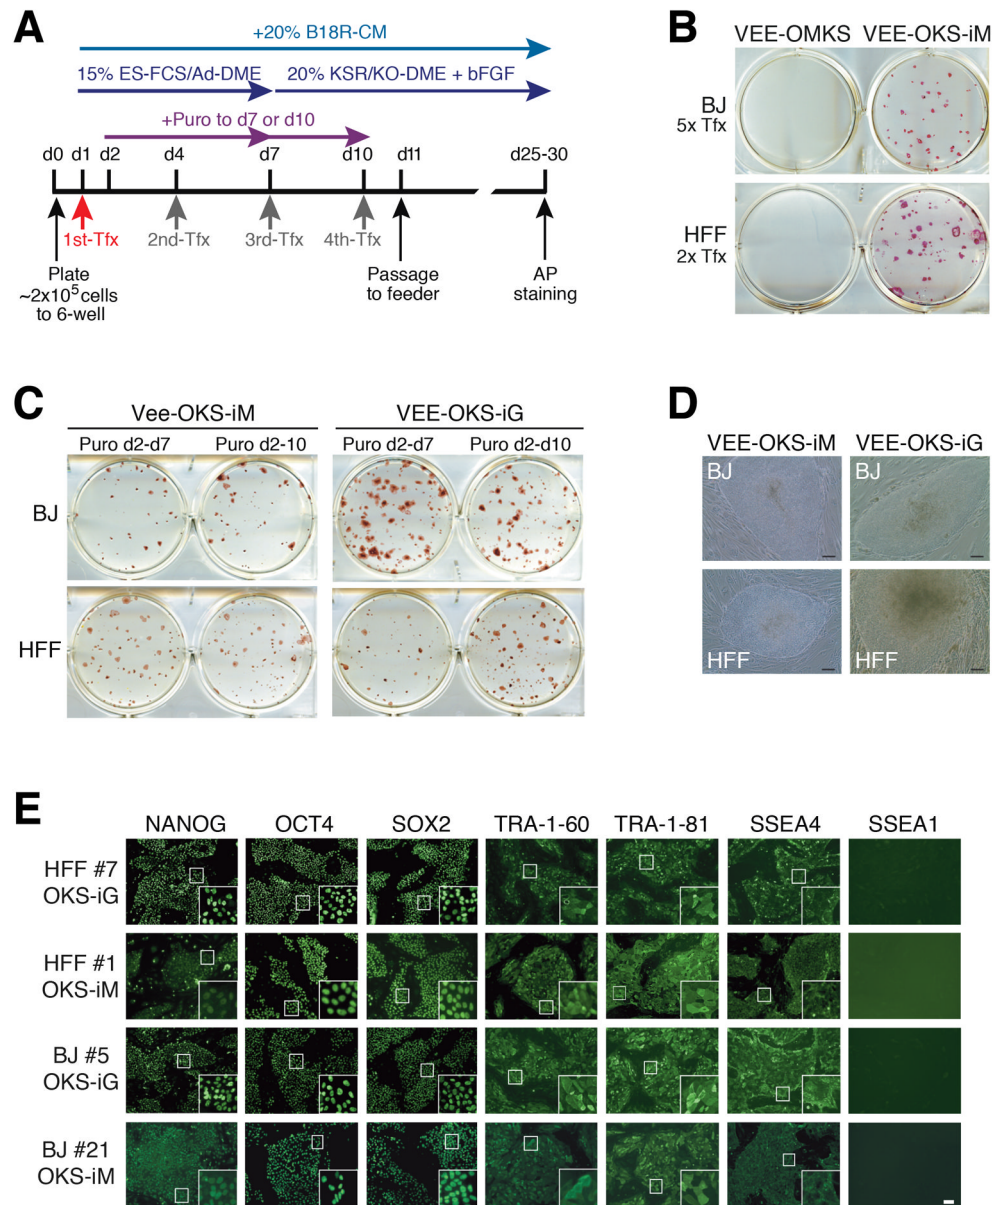 A
+20% B18R-CM
15% ES-FCS/Ad-DME
20% KSR/KO-DME + bFGF
+Puro to d7 or d10
d0 d1 d2 d4 d7 d10 d11 d25-30
1st-Tfx 2nd-Tfx 3rd-Tfx 4th-Tfx
Plate
~2x10⁵cells
to 6-well
Passage
to feeder
AP
staining
B
VEE-OMKS VEE-OKS-iM
BJ
5x Tfx
HFF
2x Tfx
C
Vee-OKS-iM VEE-OKS-iG
Puro d2-d7 Puro d2-10 Puro d2-d7 Puro d2-d10
BJ
HFF
D
VEE-OKS-iM VEE-OKS-iG
BJ BJ
HFF HFF
E
NANOG OCT4 SOX2 TRA-1-60 TRA-1-81 SSEA4 SSEA1
HFF #7
OKS-iG
HFF #1
OKS-iM
BJ #5
OKS-iG
BJ #21
OKS-iM